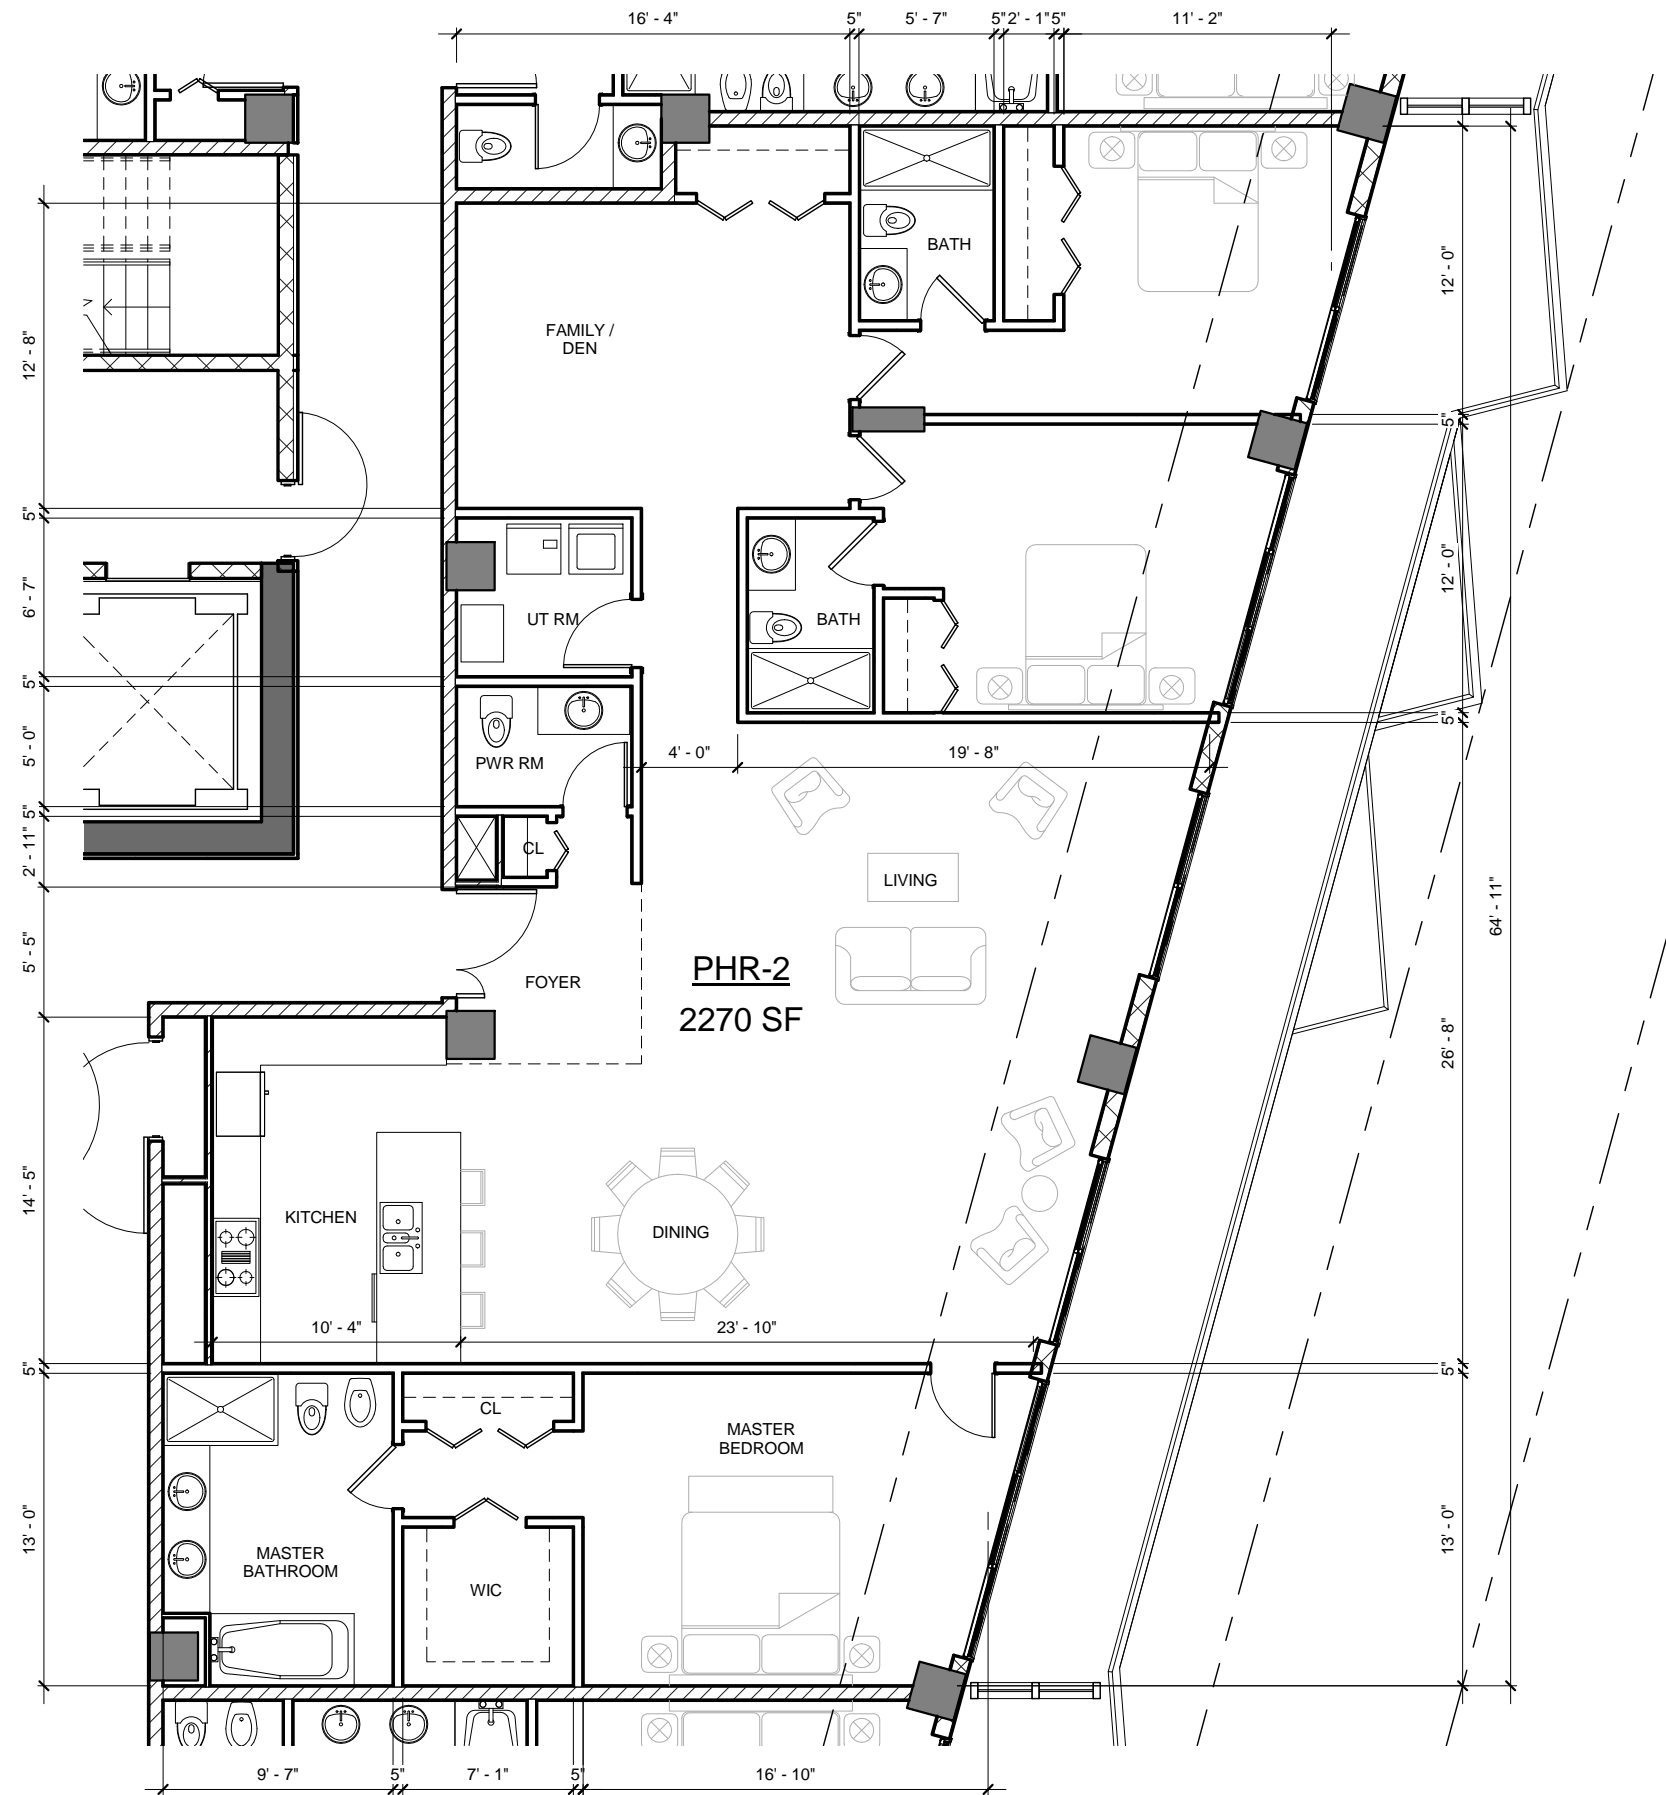 16' - 4" 5" 5' - 7" 5" 2' - 1" 5" 11' - 2"
BATH
12' - 0"
FAMILY /
DEN
12' - 8"
5"
5"
6' - 7"
UT RM
BATH
12' - 0"
5"
5"
5' - 0"
PWR RM
4' - 0" 19' - 8"
5"
2' - 11"
CL
LIVING
64' - 11"
5' - 5"
FOYER
PHR-2
2270 SF
26' - 8"
14' - 5"
KITCHEN
DINING
10' - 4" 23' - 10"
5"
5"
CL
MASTER
BEDROOM
13' - 0"
13' - 0"
MASTER
BATHROOM
WIC
9' - 7" 5" 7' - 1" 5" 16' - 10"